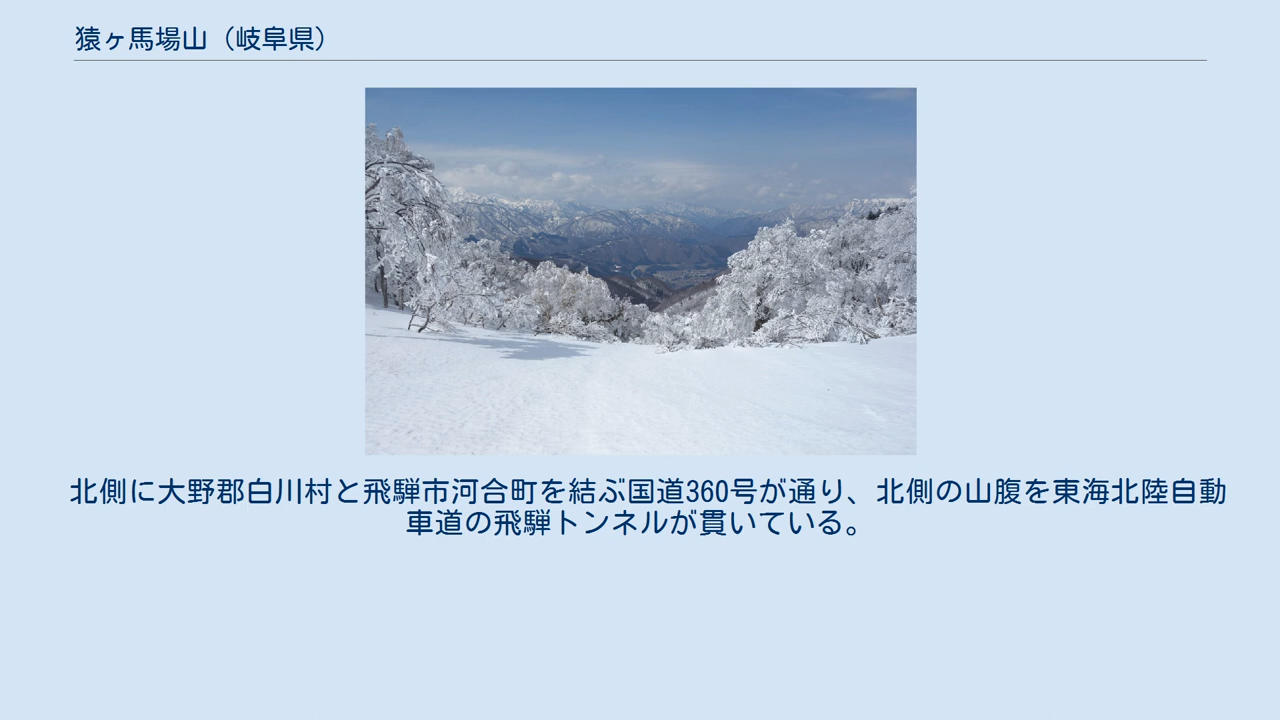 猿ヶ馬場山（岐阜県）
北側に大野郡白川村と飛騨市河合町を結ぶ国道360号が通り、北側の山腹を東海北陸自動
車道の飛騨トンネルが貫いている。